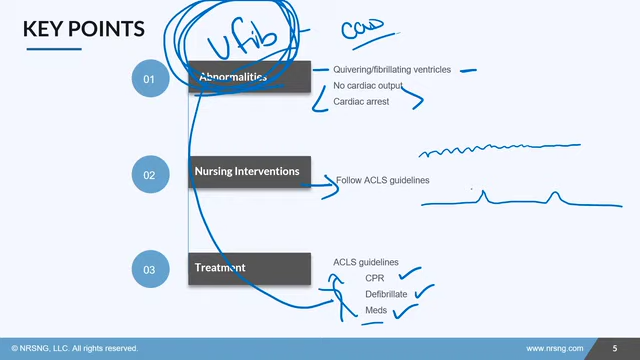 KEY POINTS
Vfib
01
Abnormalities
Quivering/fibrillating ventricles
No cardiac output
Cardiac arrest
02
Nursing Interventions
Follow ACLS guidelines
03
Treatment
ACLS guidelines
CPR
Defibrillate
Meds
© NRSNG, LLC. All rights reserved.
www.nrsng.com
5